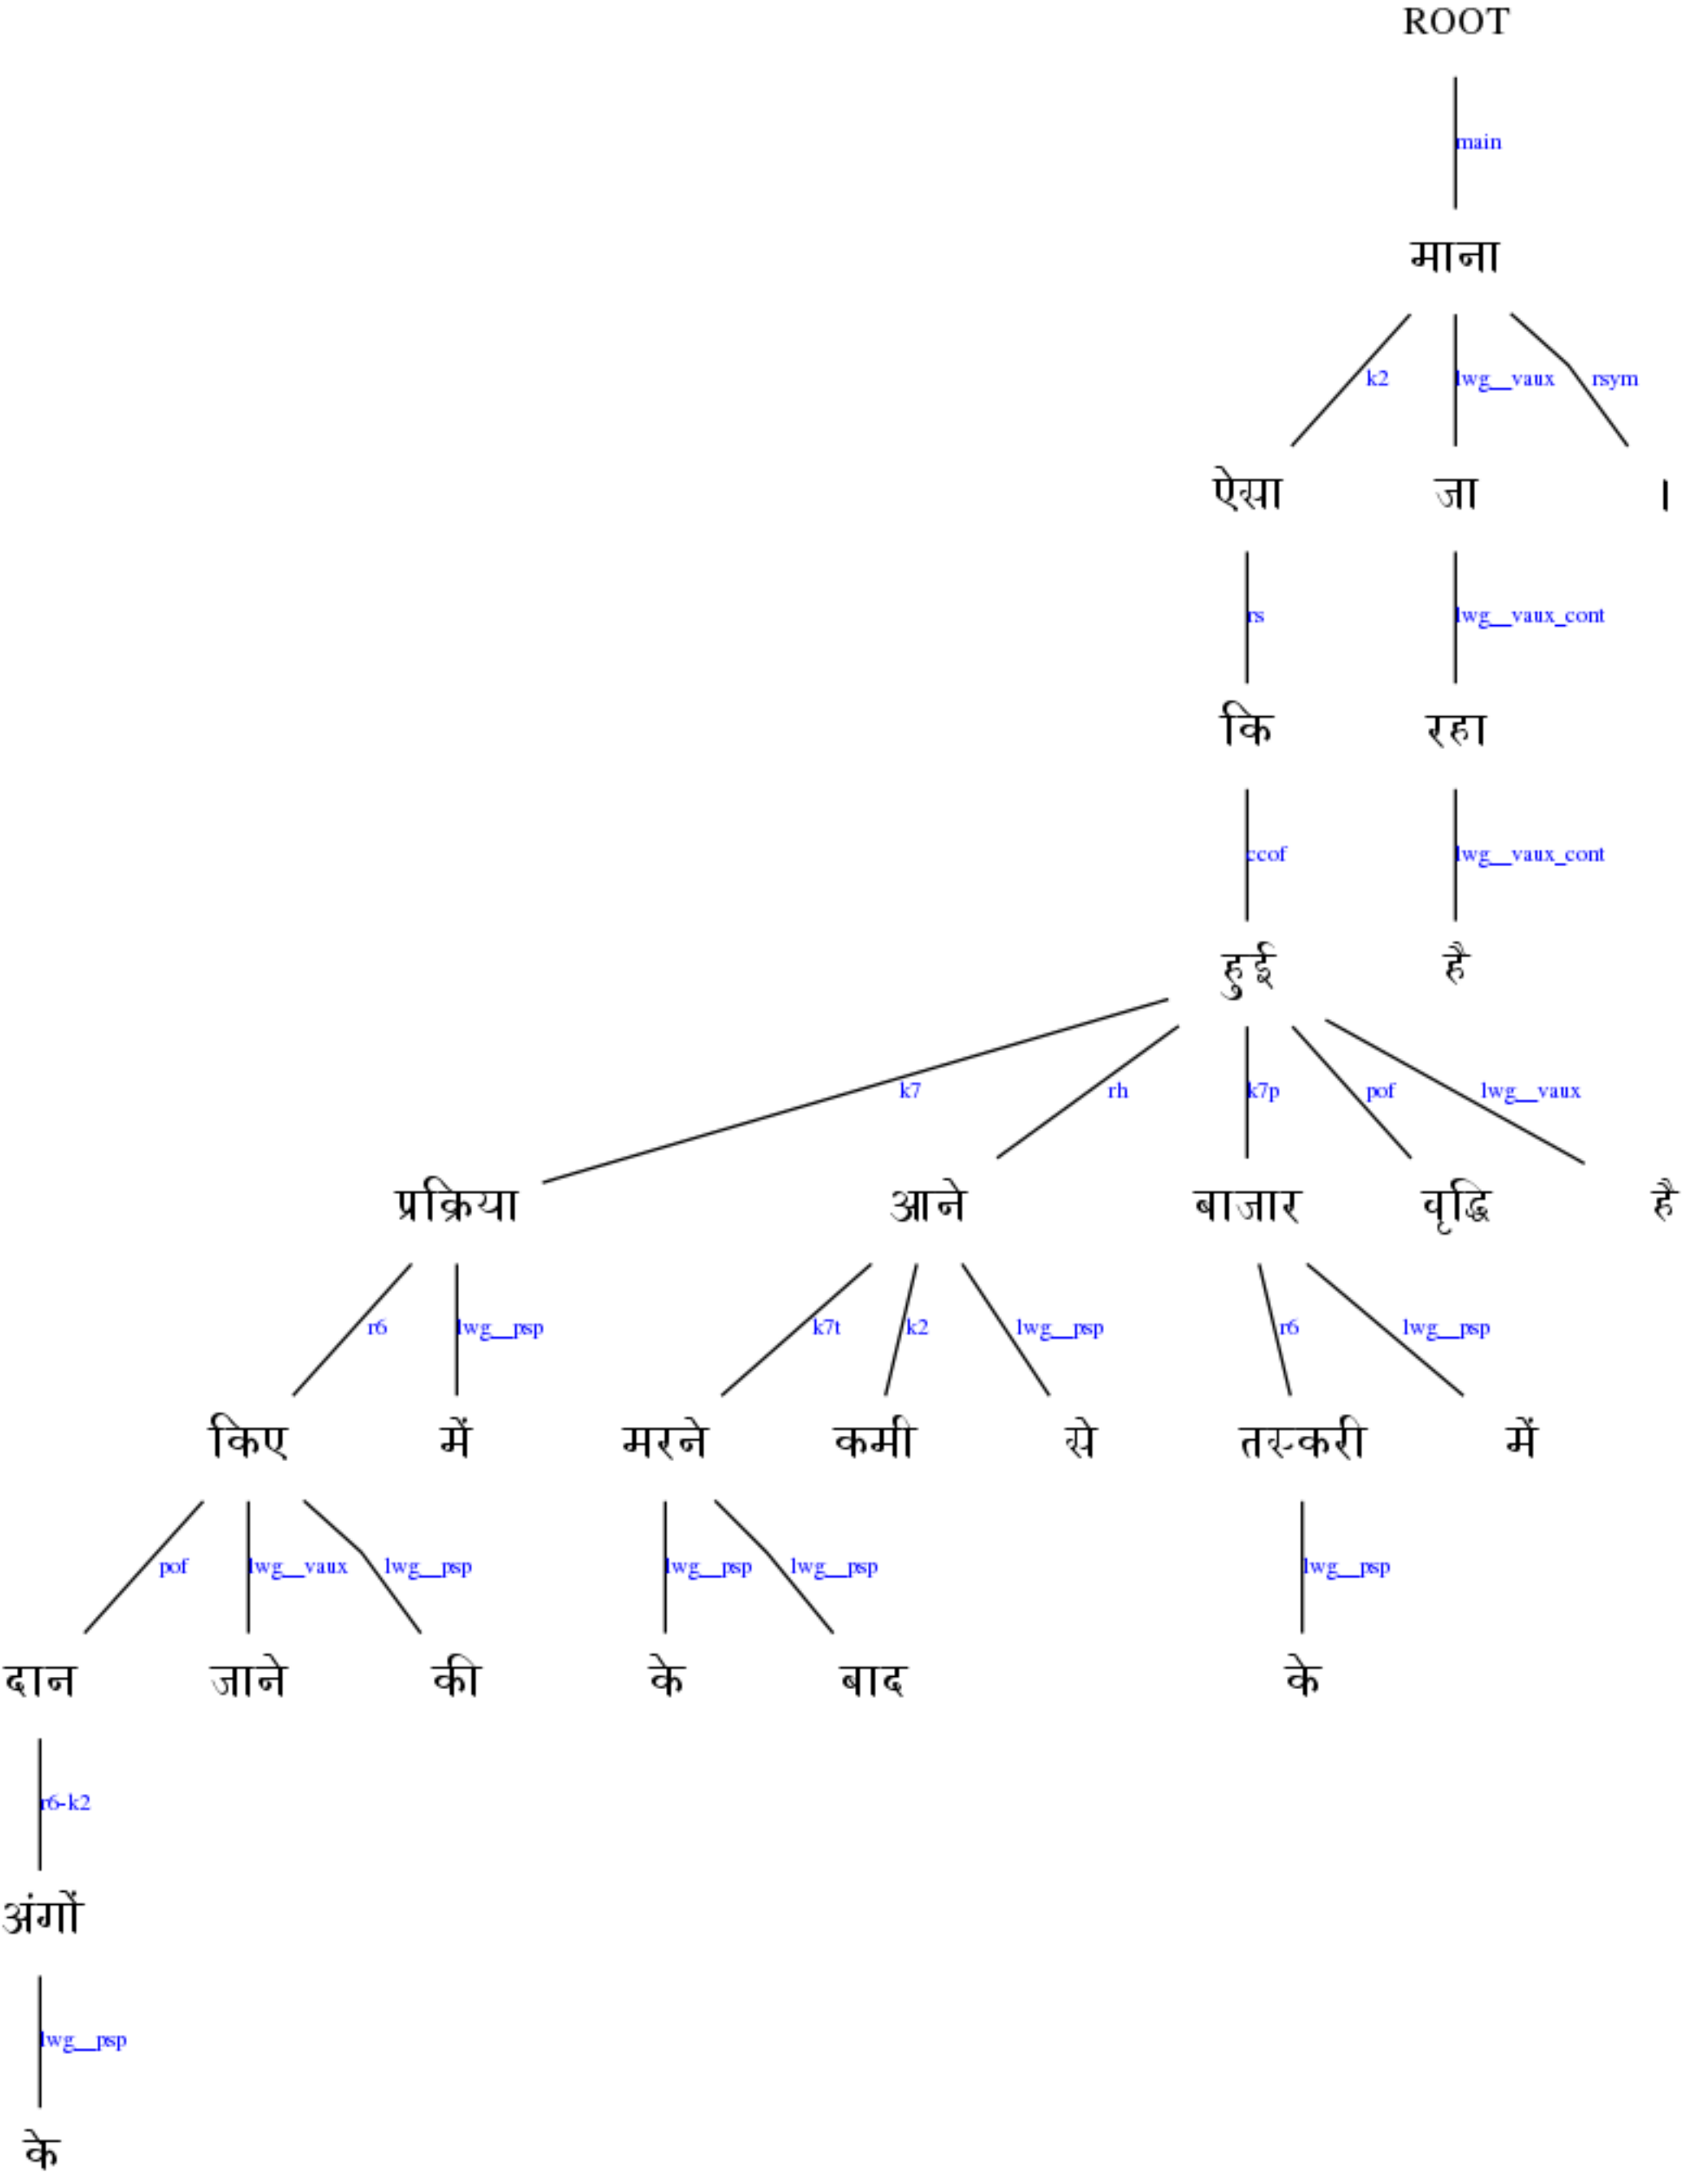 ROOT
main
माना
k2 lwg__vaux rsym
ऐसा जा ।
rs lwg__vaux_cont
कि रहा
ccof lwg__vaux_cont
हुई है
k7 rh k7p pof lwg__vaux
प्रक्रिया आने बाजार वृद्धि है
r6 lwg__psp k7t k2 lwg__psp r6 lwg__psp
किए में मरने कमी से तस्करी में
pof lwg__vaux lwg__psp lwg__psp lwg__psp lwg__psp
दान जाने की के बाद के
r6-k2
अंगों
lwg__psp
के